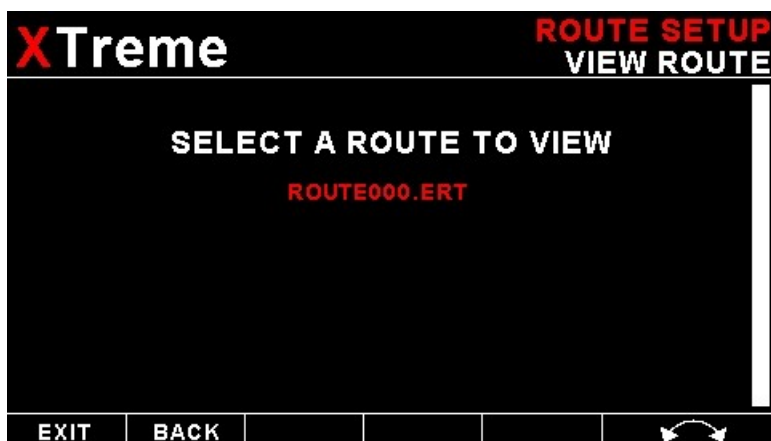 XTreme
ROUTE SETUP
VIEW ROUTE
SELECT A ROUTE TO VIEW
ROUTE000.ERT
EXIT BACK